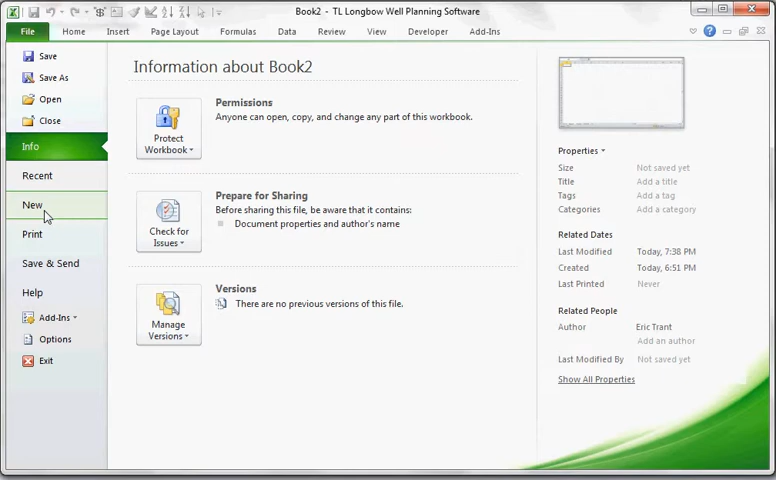 Book2 - TL Longbow Well Planning Software
File Home Insert Page Layout Formulas Data Review View Developer Add-Ins
Save
Save As
Open
Close
Info
Recent
New
Print
Save & Send
Help
Add-Ins
Options
Exit
Information about Book2
Protect
Workbook
Permissions
Anyone can open, copy, and change any part of this workbook.
Check for
Issues
Prepare for Sharing
Before sharing this file, be aware that it contains:
Document properties and author's name
Manage
Versions
Versions
There are no previous versions of this file.
Properties
Size Not saved yet
Title Add a title
Tags Add a tag
Categories Add a category
Related Dates
Last Modified Today, 7:38 PM
Created Today, 6:51 PM
Last Printed Never
Related People
Author Eric Trant
Add an author
Last Modified By Not saved yet
Show All Properties